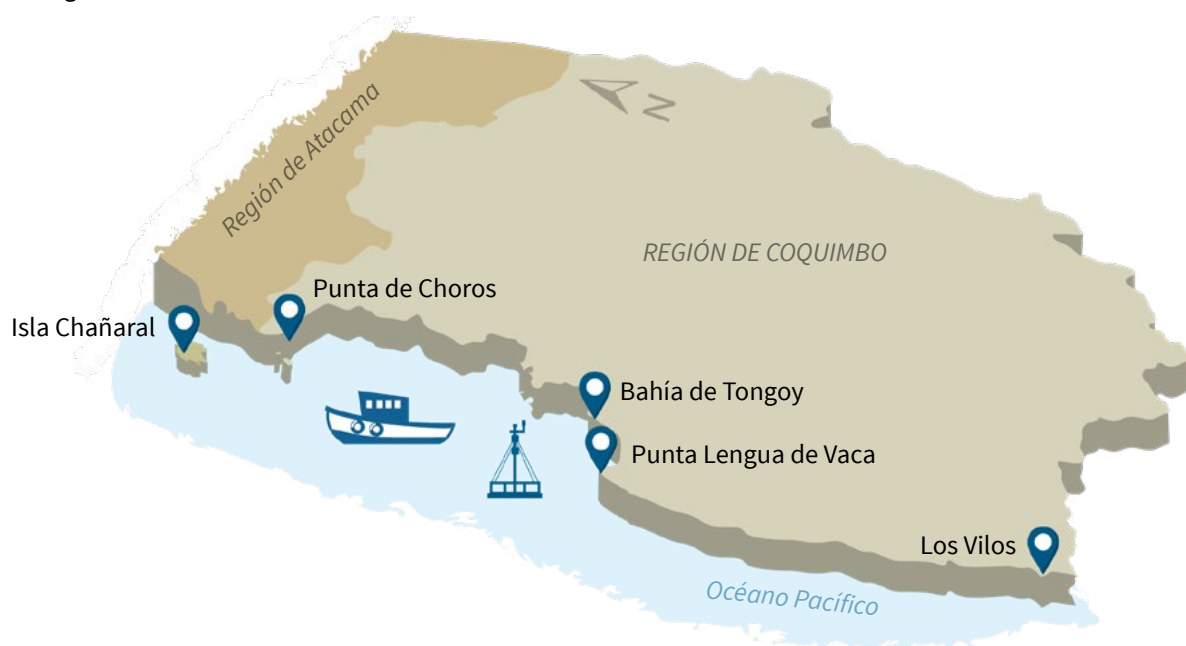 Región de Atacama
N
REGIÓN DE COQUIMBO
Punta de Choros
Isla Chañaral
Bahía de Tongoy
Punta Lengua de Vaca
Los Vilos
Océano Pacífico